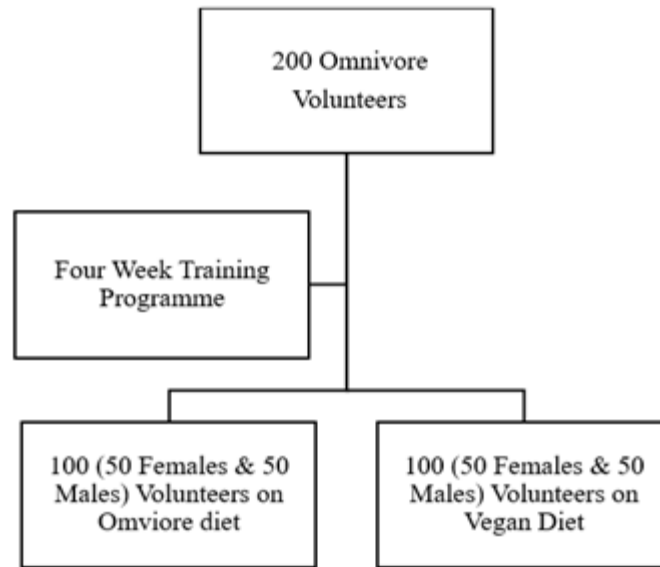 200 Omnivore
Volunteers
Four Week Training
Programme
100 (50 Females & 50
Males) Volunteers on
Omviore diet
100 (50 Females & 50
Males) Volunteers on
Vegan Diet